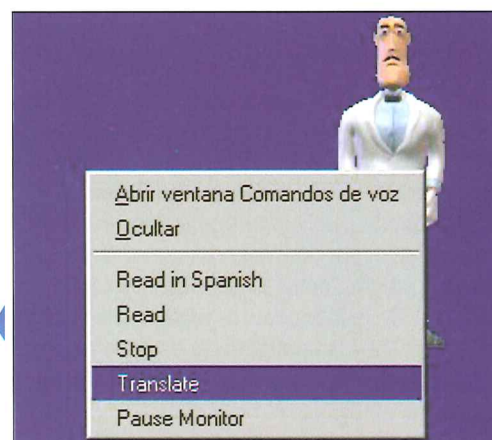 Abrir ventana Comandos de voz
Ocultar
Read in Spanish
Read
Stop
Translate
Pause Monitor